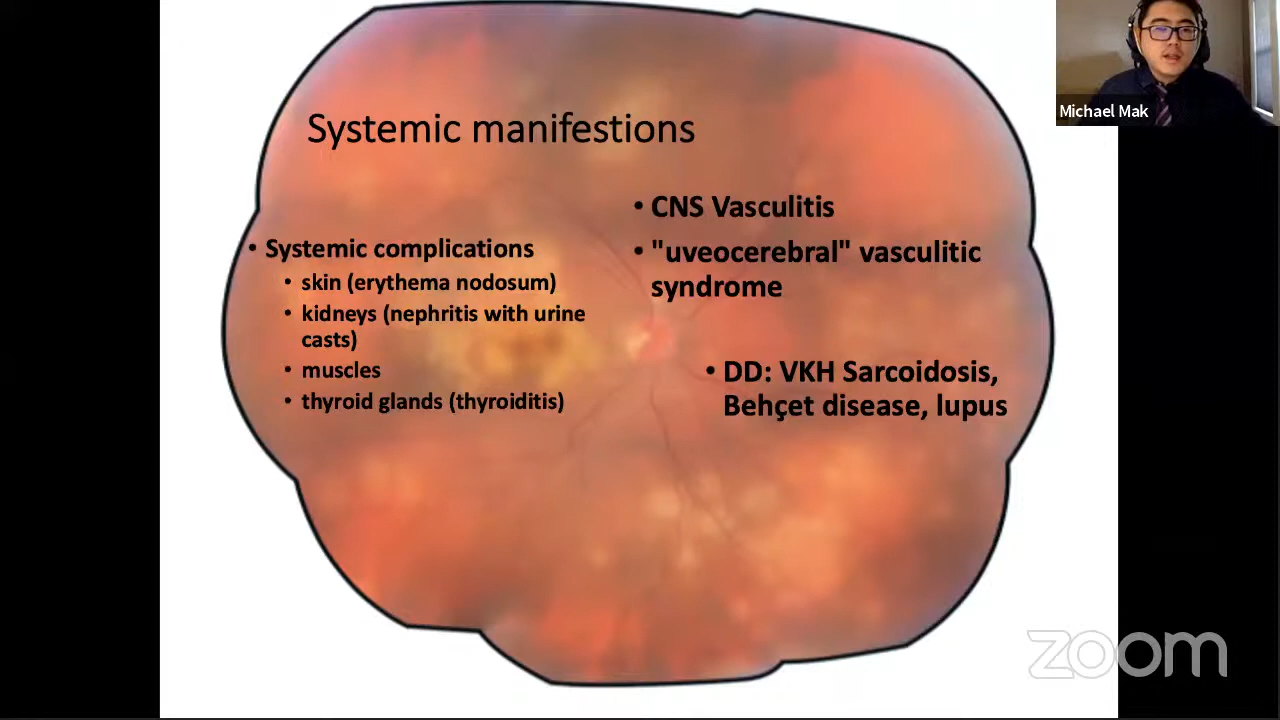 Systemic manifestions
• Systemic complications
• skin (erythema nodosum)
• kidneys (nephritis with urine
casts)
• muscles
• thyroid glands (thyroiditis)
• CNS Vasculitis
• "uveocerebral" vasculitic
syndrome
• DD: VKH Sarcoidosis,
Behçet disease, lupus
Michael Mak
zoom